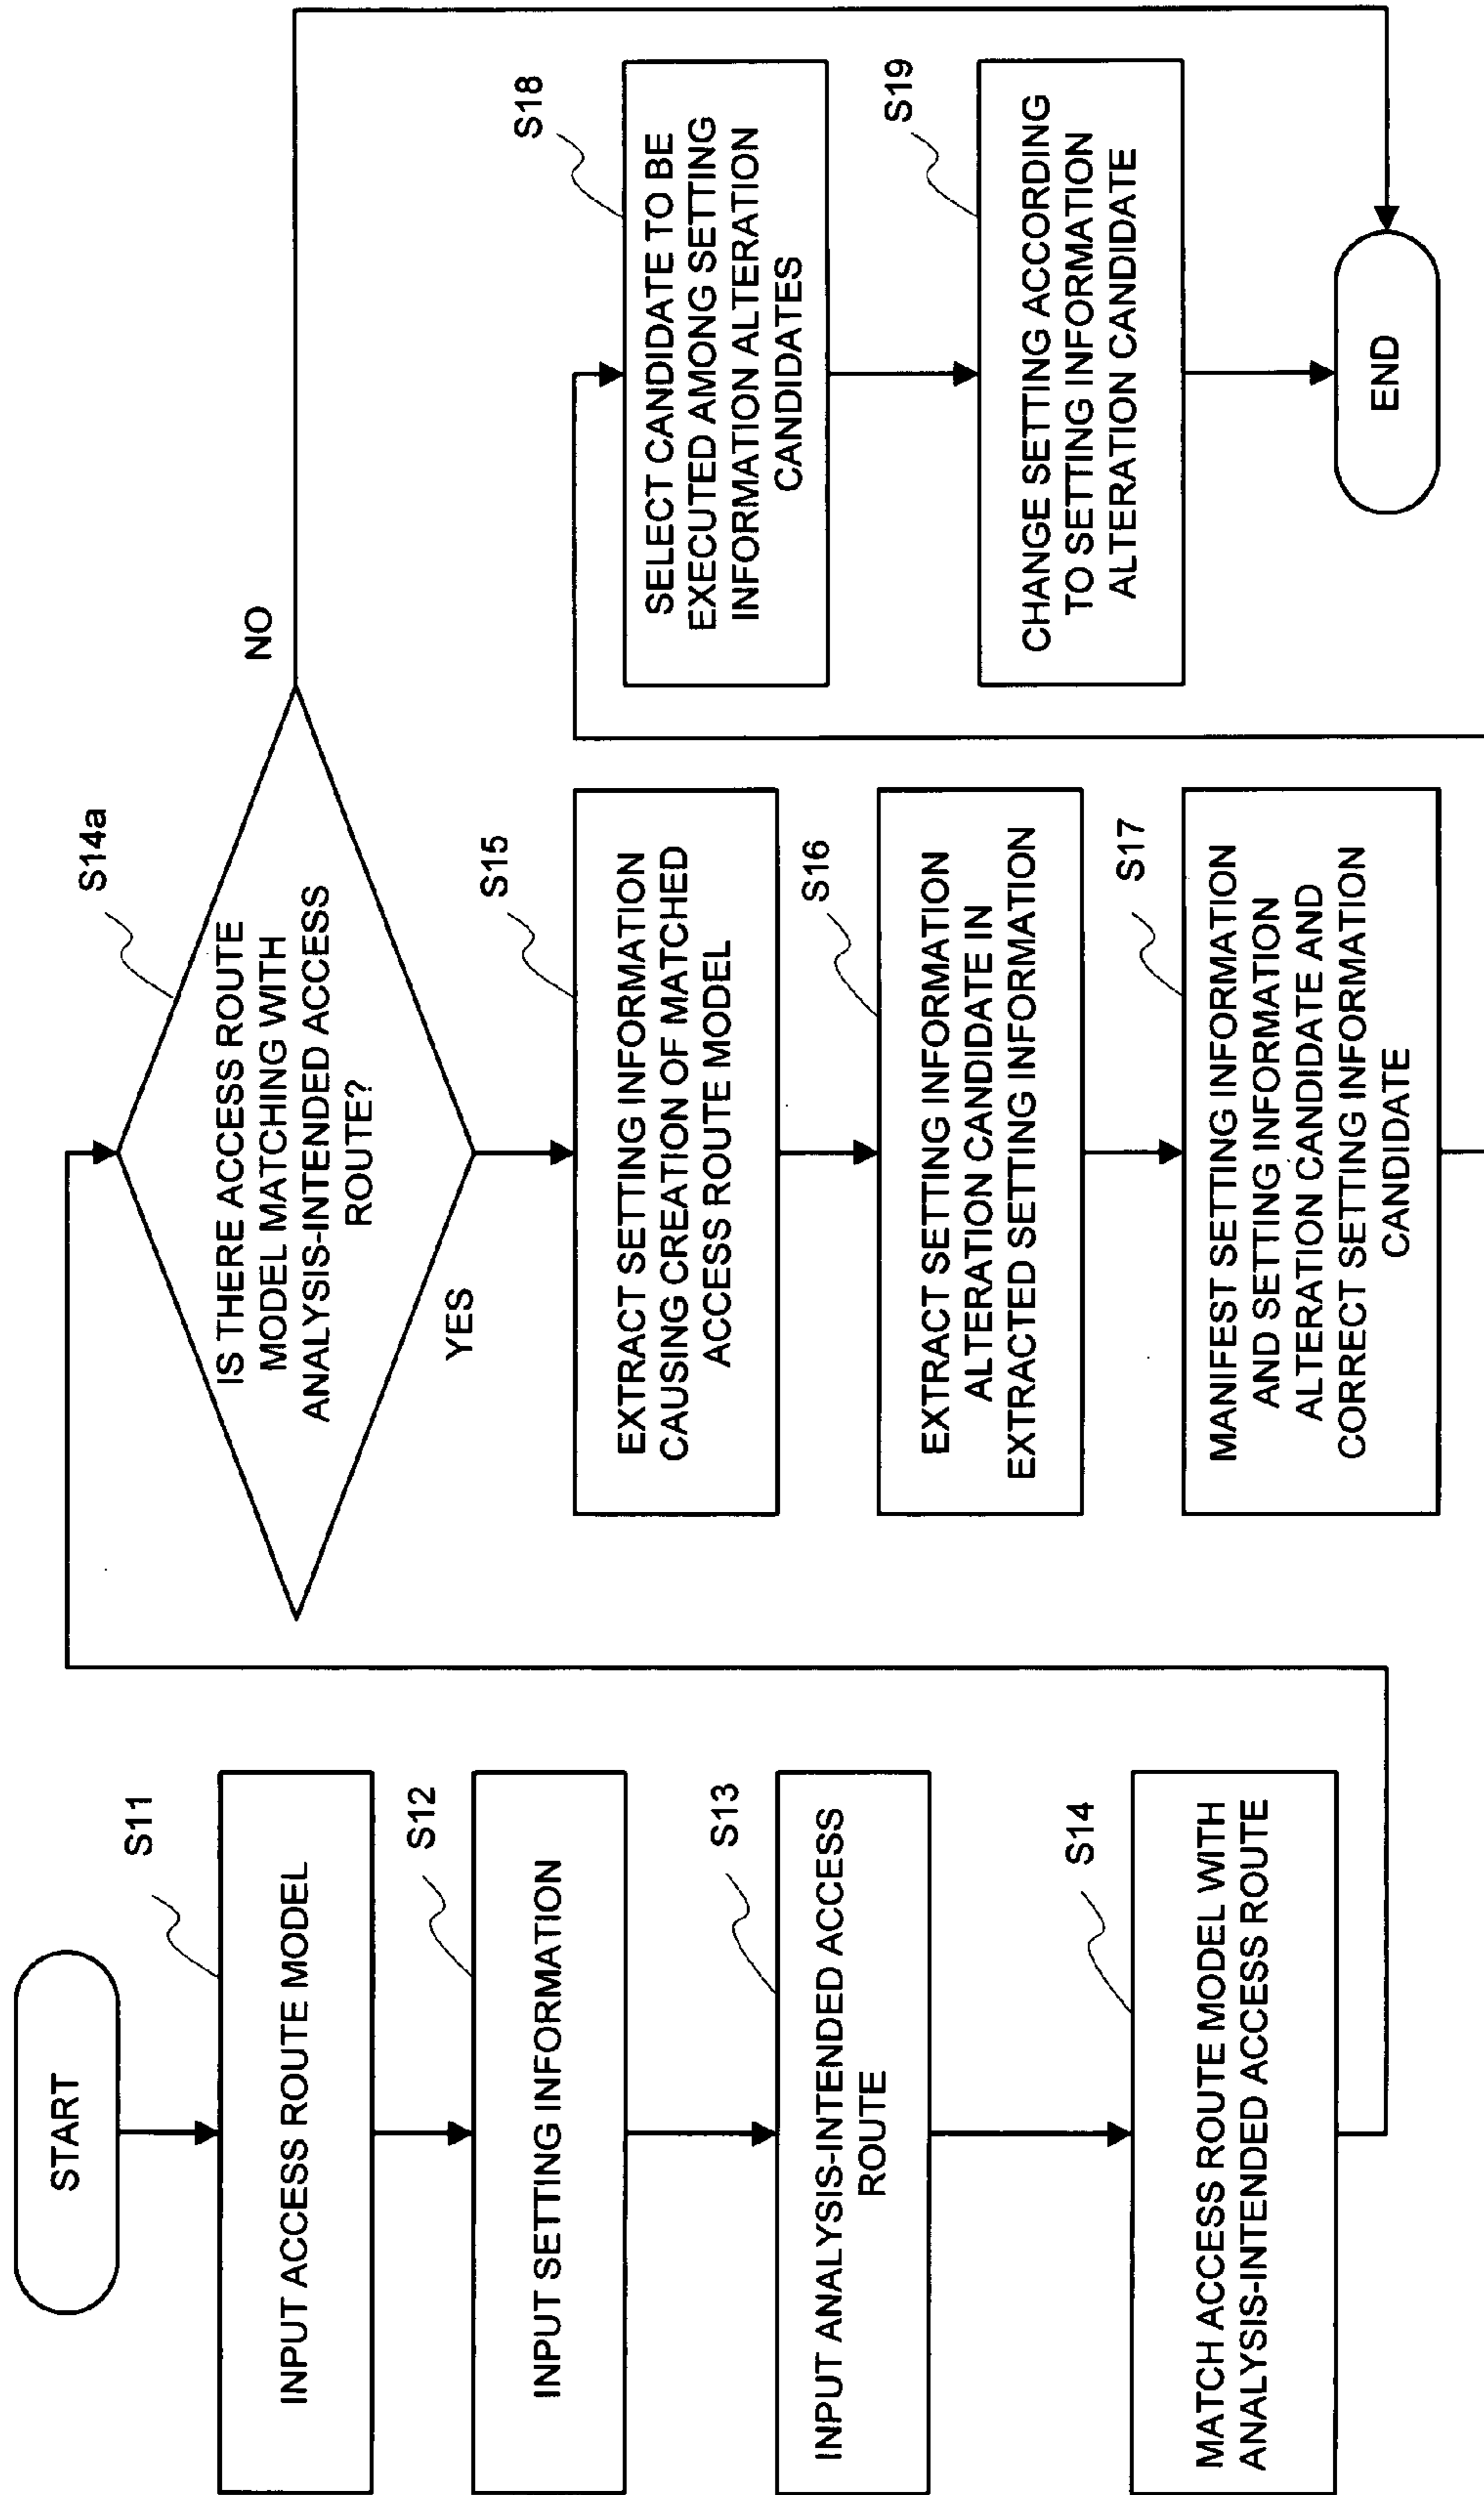 START
S11
INPUT ACCESS ROUTE MODEL
S12
INPUT SETTING INFORMATION
S13
INPUT ANALYSIS-INTENDED ACCESS
ROUTE
S14
MATCH ACCESS ROUTE MODEL WITH
ANALYSIS-INTENDED ACCESS ROUTE
S14a
IS THERE ACCESS ROUTE
MODEL MATCHING WITH
ANALYSIS-INTENDED ACCESS
ROUTE?
NO
YES
S15
EXTRACT SETTING INFORMATION
CAUSING CREATION OF MATCHED
ACCESS ROUTE MODEL
S16
EXTRACT SETTING INFORMATION
ALTERATION CANDIDATE IN
EXTRACTED SETTING INFORMATION
S17
MANIFEST SETTING INFORMATION
AND SETTING INFORMATION
ALTERATION CANDIDATE AND
CORRECT SETTING INFORMATION
CANDIDATE
S18
SELECT CANDIDATE TO BE
EXECUTED AMONG SETTING
INFORMATION ALTERATION
CANDIDATES
S19
CHANGE SETTING ACCORDING
TO SETTING INFORMATION
ALTERATION CANDIDATE
END